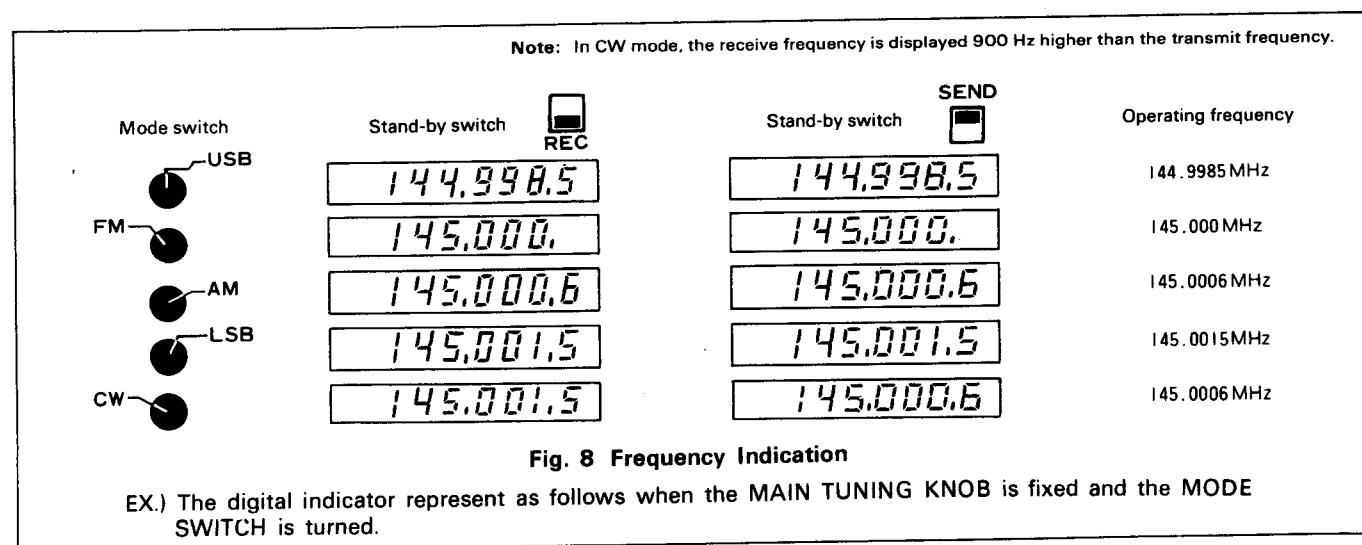 Note: In CW mode, the receive frequency is displayed 900 Hz higher than the transmit frequency.
Mode switch Stand-by switch REC Stand-by switch SEND Operating frequency
USB 144.998.5 144.998.5 144.9985 MHz
FM 145.000. 145.000. 145.000 MHz
AM 145.000.6 145.000.6 145.0006 MHz
LSB 145.001.5 145.001.5 145.0015 MHz
CW 145.001.5 145.000.6 145.0006 MHz
Fig. 8 Frequency Indication
EX.) The digital indicator represent as follows when the MAIN TUNING KNOB is fixed and the MODE
SWITCH is turned.